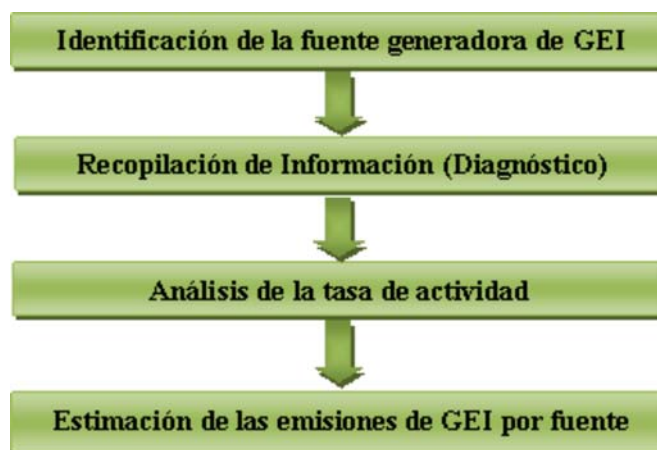 Identificación de la fuente generadora de GEI
Recopilación de Información (Diagnóstico)
Análisis de la tasa de actividad
Estimación de las emisiones de GEI por fuente